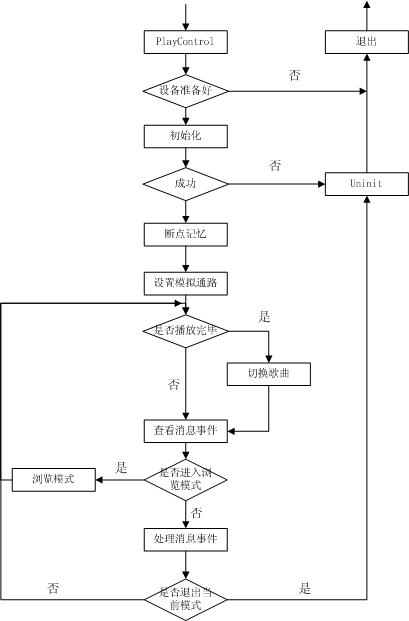 PlayControl
退出
否
设备准备好
初始化
否
成功
Uninit
断点记忆
设置模拟通路
是
是否播放完毕
切换歌曲
否
查看消息事件
是
是否进入浏
览模式
浏览模式
否
处理消息事件
否
是否退出当
前模式
是